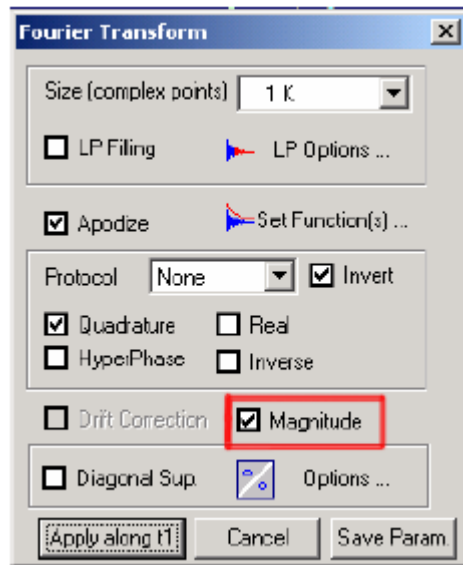 Fourier Transform
Size (complex points) 1 K
LP Filing LP Options ...
Apodize Set Function(s) ...
Protocol None Invert
Quadrature Real
HyperPhase Inverse
Drift Correction Magnitude
Diagonal Sup. Options ...
Apply along t1 Cancel Save Param.